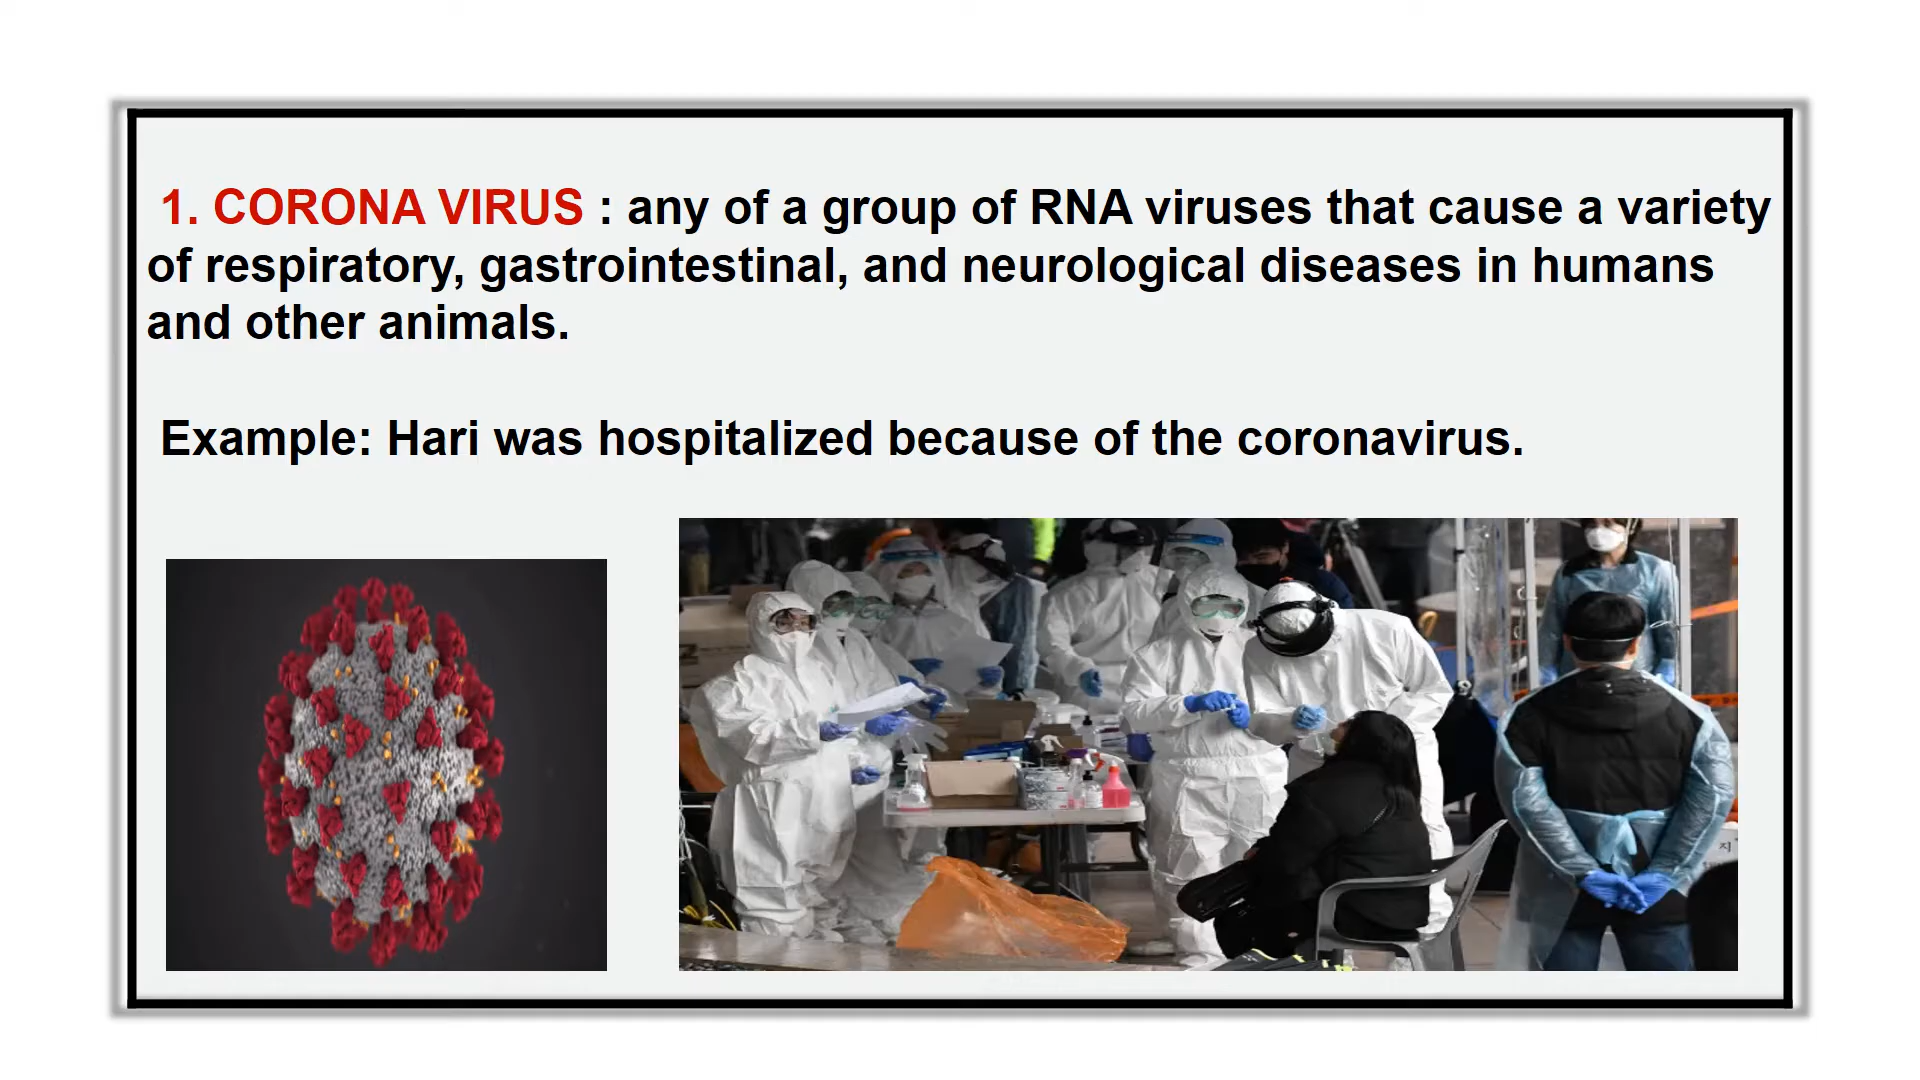 1. CORONA VIRUS : any of a group of RNA viruses that cause a variety
of respiratory, gastrointestinal, and neurological diseases in humans
and other animals.
Example: Hari was hospitalized because of the coronavirus.
지